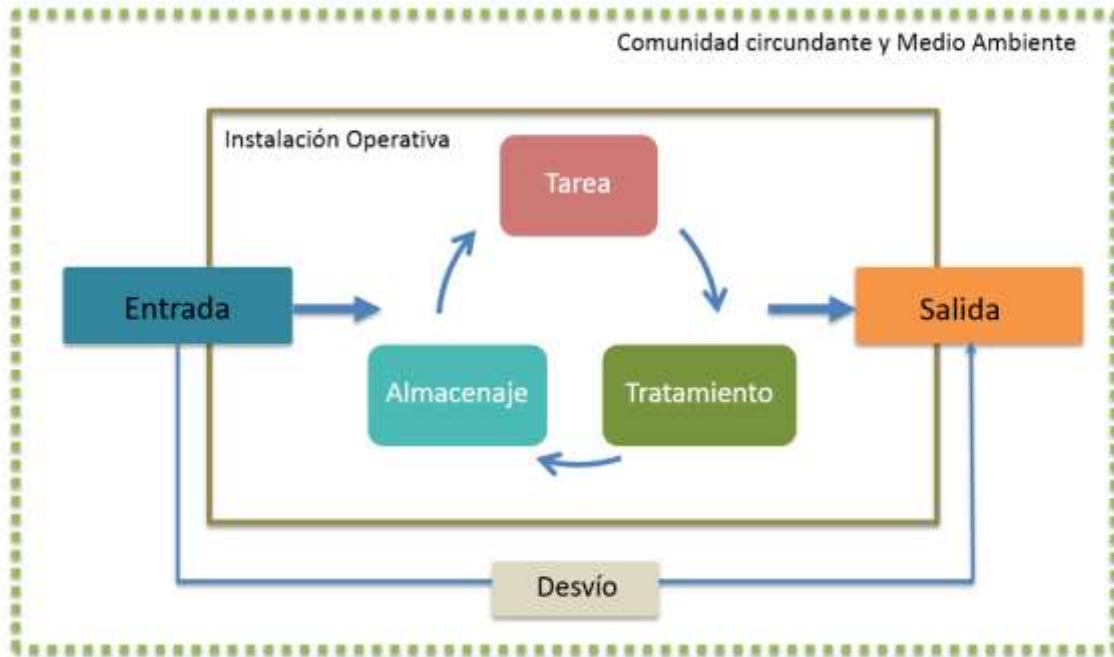 Comunidad circundante y Medio Ambiente
Instalación Operativa
Tarea
Entrada
Salida
Almacenaje
Tratamiento
Desvío